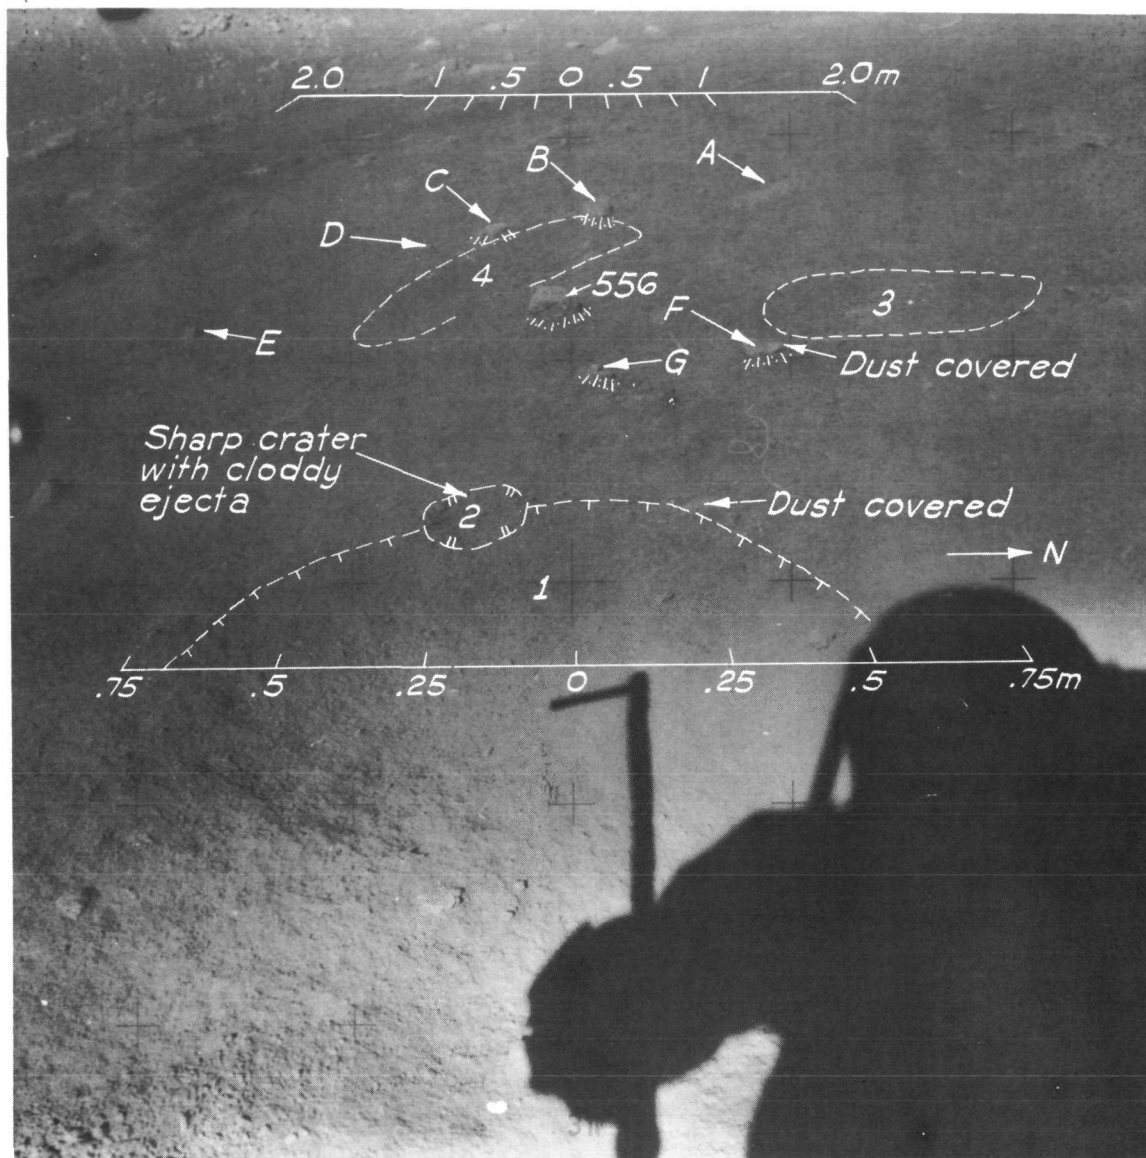 2.0 1 .5 0 .5 1 2.0m
A
B
C
D
4
556
3
F
E
G
Dust covered
Sharp crater
with cloddy
ejecta
2
Dust covered
N
1
.75 .5 .25 0 .25 .5 .75m